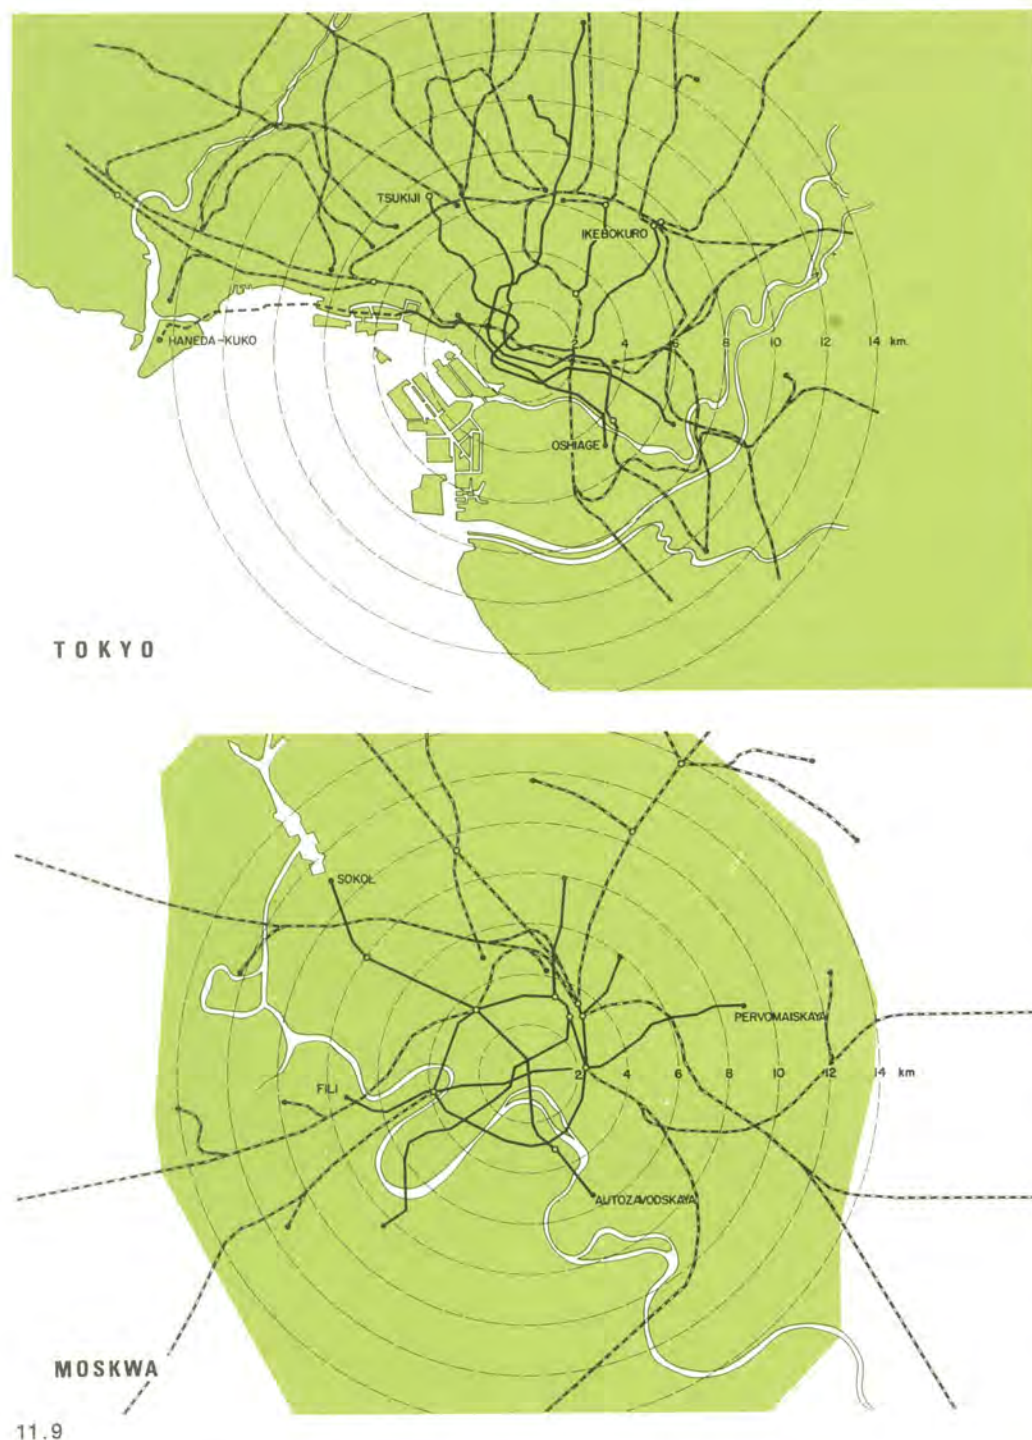 TSUKIJI
IKEBOKURO
HANEDA-KUKO
2 4 6 8 10 12 14 km.
OSHIAGE
TOKYO
SOKOŁ
PERVOMAISKAYA
2 4 6 8 10 12 14 km
FILI
AUTOZAVODSKAYA
MOSKWA
11.9